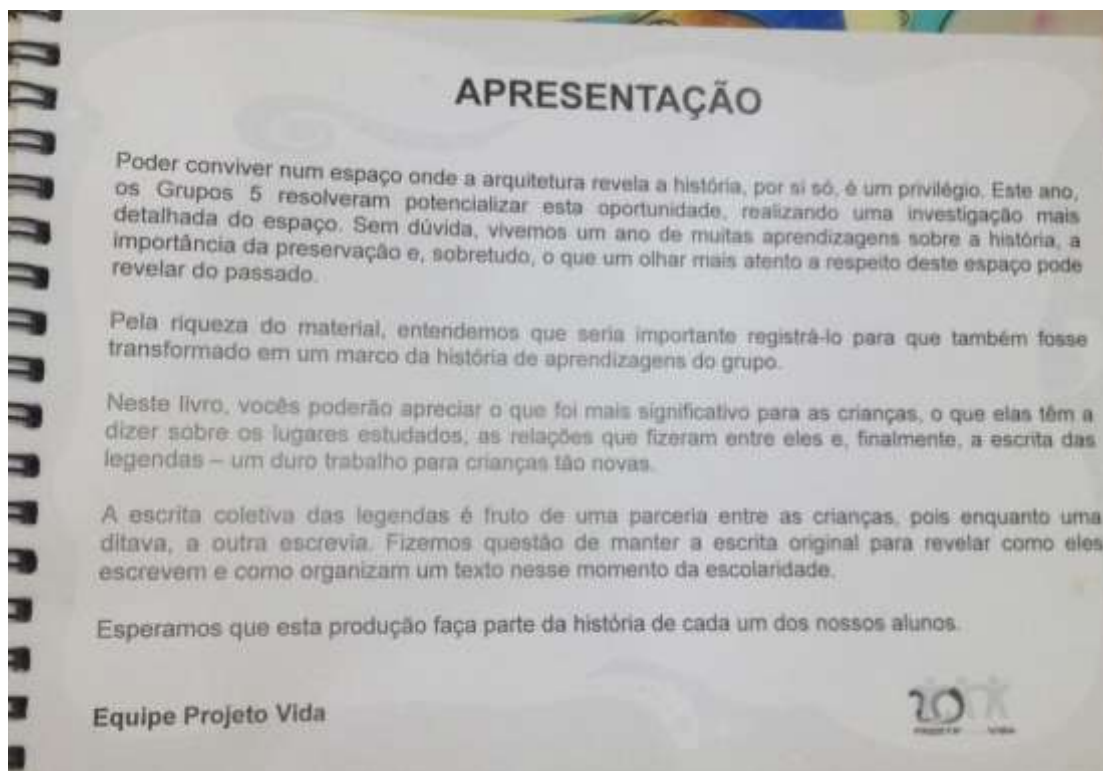 APRESENTAÇÃO
Poder conviver num espaço onde a arquitetura revela a história, por si só, é um privilégio. Este ano,
os Grupos 5 resolveram potencializar esta oportunidade, realizando uma investigação mais
detalhada do espaço. Sem dúvida, vivemos um ano de muitas aprendizagens sobre a história, a
importância da preservação e, sobretudo, o que um olhar mais atento a respeito deste espaço pode
revelar do passado.
Pela riqueza do material, entendemos que seria importante registrá-lo para que também fosse
transformado em um marco da história de aprendizagens do grupo.
Neste livro, vocês poderão apreciar o que foi mais significativo para as crianças, o que elas têm a
dizer sobre os lugares estudados, as relações que fizeram entre eles e, finalmente, a escrita das
legendas – um duro trabalho para crianças tão novas.
A escrita coletiva das legendas é fruto de uma parceria entre as crianças, pois enquanto uma
ditava, a outra escrevia. Fizemos questão de manter a escrita original para revelar como eles
escrevem e como organizam um texto nesse momento da escolaridade.
Esperamos que esta produção faça parte da história de cada um dos nossos alunos.
Equipe Projeto Vida
20
PROJETO VIDA